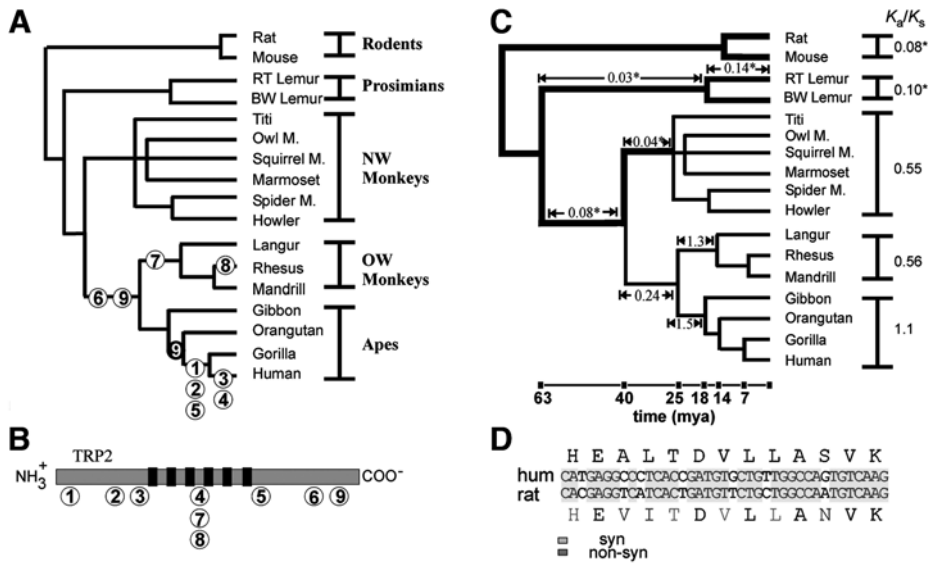 A
Rat
Mouse
Rodents
RT Lemur
BW Lemur
Prosimians
Titi
Owl M.
Squirrel M.
Marmoset
Spider M.
Howler
NW
Monkeys
Langur
Rhesus
Mandrill
OW
Monkeys
Gibbon
Orangutan
Gorilla
Human
Apes
7
8
6 9
9
1
2
5
3
4
B
TRP2
NH3+
COO−
1 2 3 4 5 6 9
7
8
C
Ka/Ks
Rat
Mouse
0.08*
RT Lemur
BW Lemur
0.10*
Titi
Owl M.
Squirrel M.
Marmoset
Spider M.
Howler
0.55
Langur
Rhesus
Mandrill
0.56
Gibbon
Orangutan
Gorilla
Human
1.1
0.14*
0.03*
0.04*
0.08*
1.3
0.24
1.5
63 40 25 18 14 7
time (mya)
D
H E A L T D V L L A S V K
hum CATGAGGCCCTCACCGATGTGCTGTTGGCCAGTGTCAAG
rat CACGAGGTCATCACTGATGTTCTGCTGGCCAATGTCAAG
H E V I T D V L L A N V K
syn
non-syn